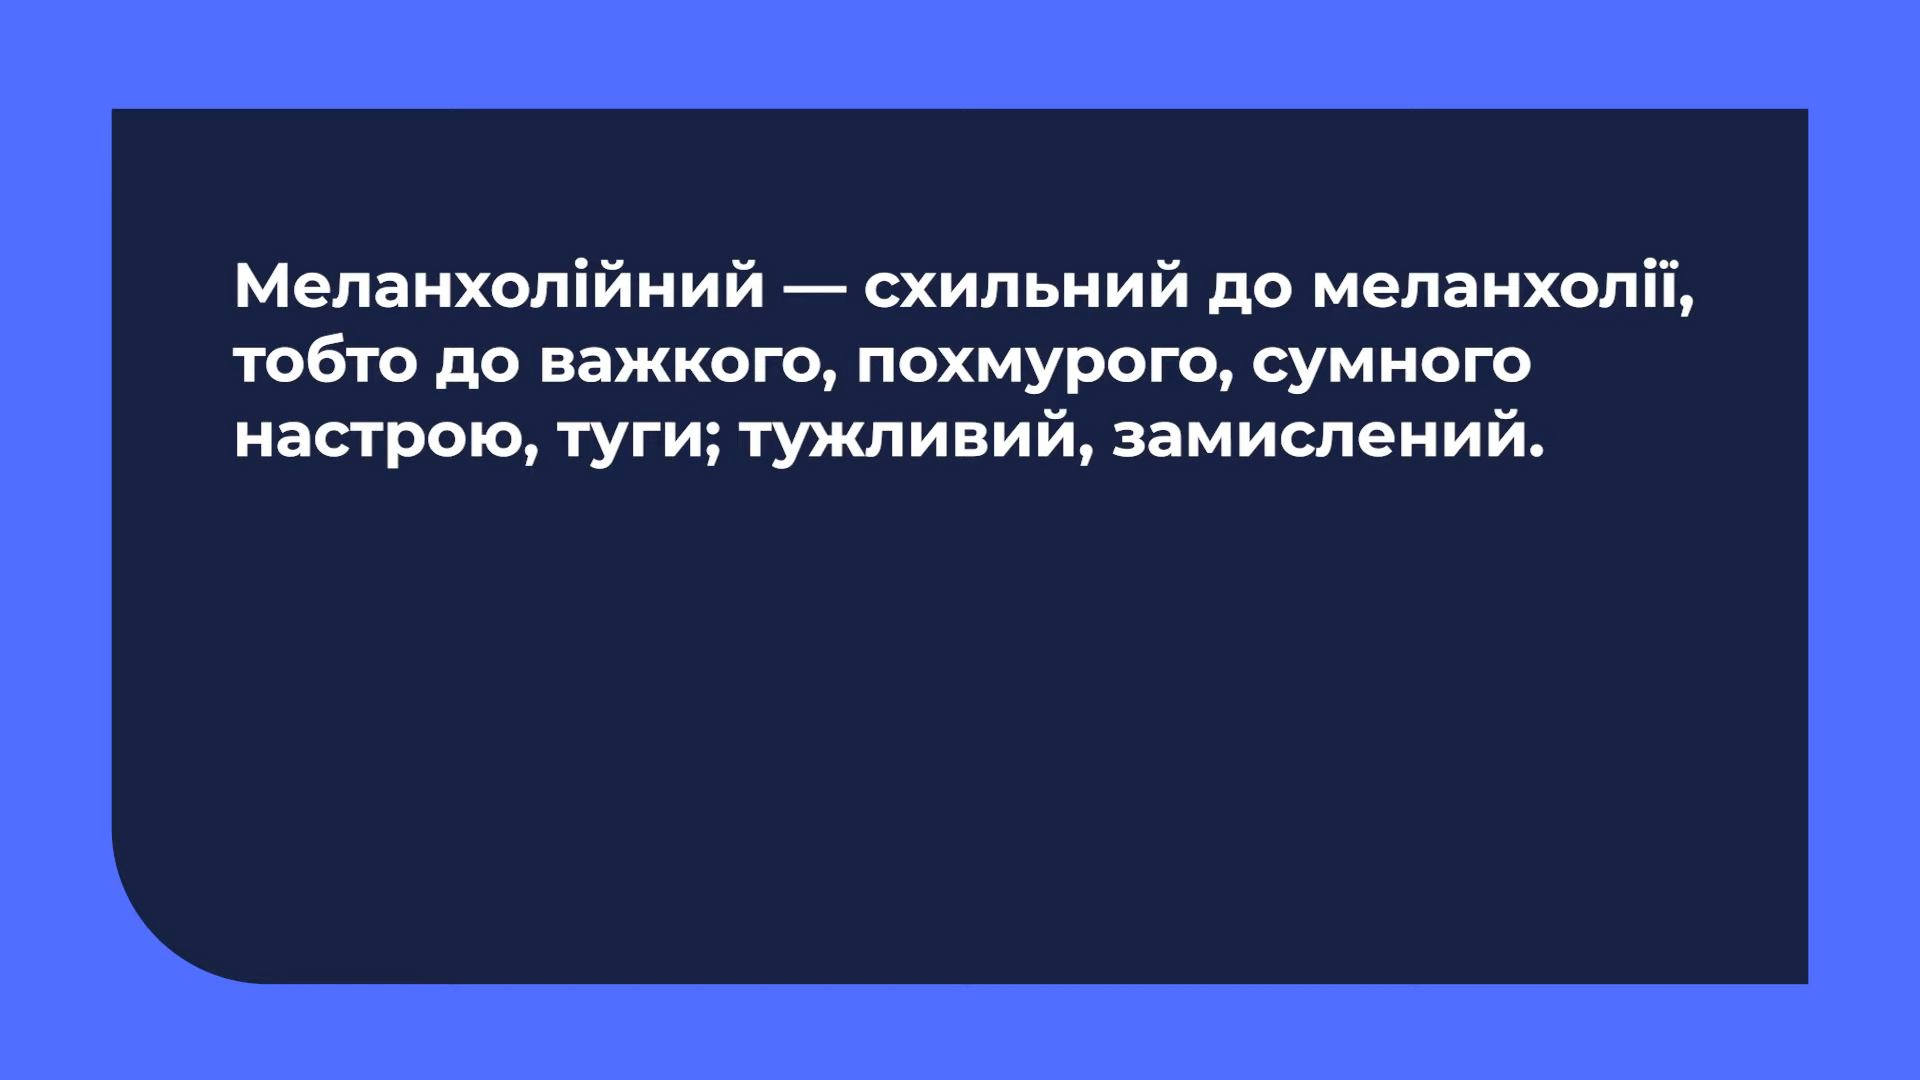 Меланхолійний — схильний до меланхолії,
тобто до важкого, похмурого, сумного
настрою, туги; тужливий, замислений.